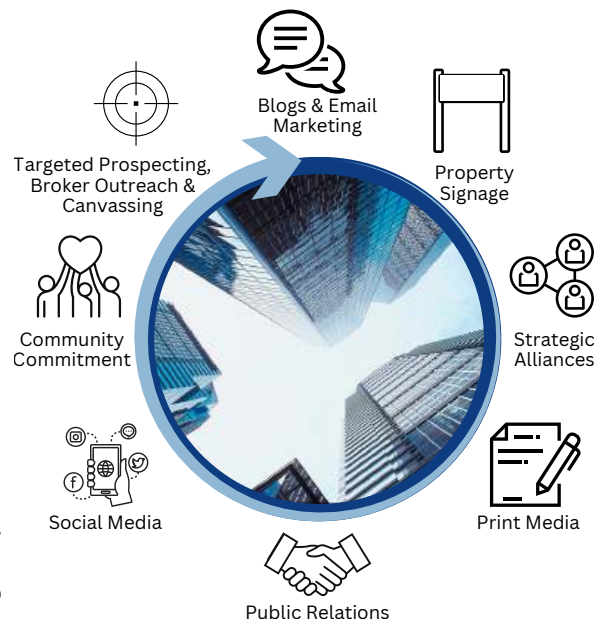 Blogs & Email
Marketing
Property
Signage
Strategic
Alliances
Print Media
Public Relations
Social Media
Community
Commitment
Targeted Prospecting,
Broker Outreach &
Canvassing